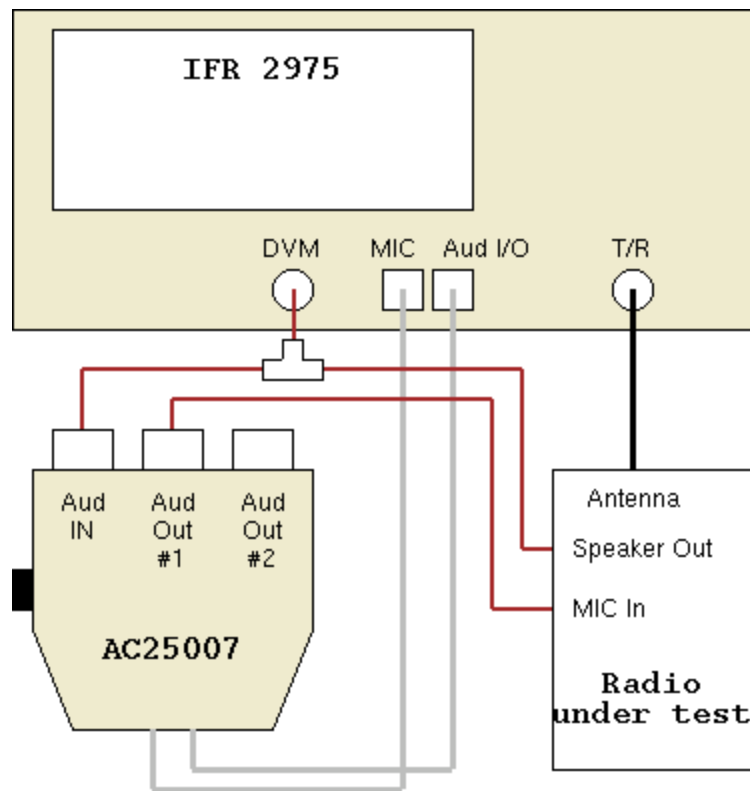 IFR 2975
DVM
MIC
Aud I/O
T/R
Aud
IN
Aud
Out
#1
Aud
Out
#2
AC25007
Antenna
Speaker Out
MIC In
Radio
under test